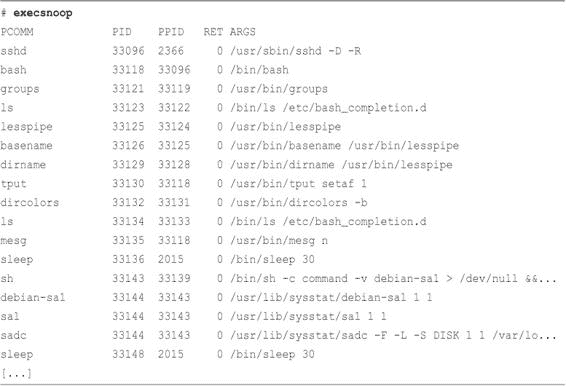 # execsnoop
PCOMM PID PPID RET ARGS
sshd 33096 2366 0 /usr/sbin/sshd -D -R
bash 33118 33096 0 /bin/bash
groups 33121 33119 0 /usr/bin/groups
ls 33123 33122 0 /bin/ls /etc/bash_completion.d
lesspipe 33125 33124 0 /usr/bin/lesspipe
basename 33126 33125 0 /usr/bin/basename /usr/bin/lesspipe
dirname 33129 33128 0 /usr/bin/dirname /usr/bin/lesspipe
tput 33130 33118 0 /usr/bin/tput setaf 1
dircolors 33132 33131 0 /usr/bin/dircolors -b
ls 33134 33133 0 /bin/ls /etc/bash_completion.d
mesg 33135 33118 0 /usr/bin/mesg n
sleep 33136 2015 0 /bin/sleep 30
sh 33143 33139 0 /bin/sh -c command -v debian-sa1 > /dev/null &&...
debian-sa1 33144 33143 0 /usr/lib/sysstat/debian-sa1 1 1
sa1 33144 33143 0 /usr/lib/sysstat/sa1 1 1
sadc 33144 33143 0 /usr/lib/sysstat/sadc -F -L -S DISK 1 1 /var/lo...
sleep 33148 2015 0 /bin/sleep 30
[...]